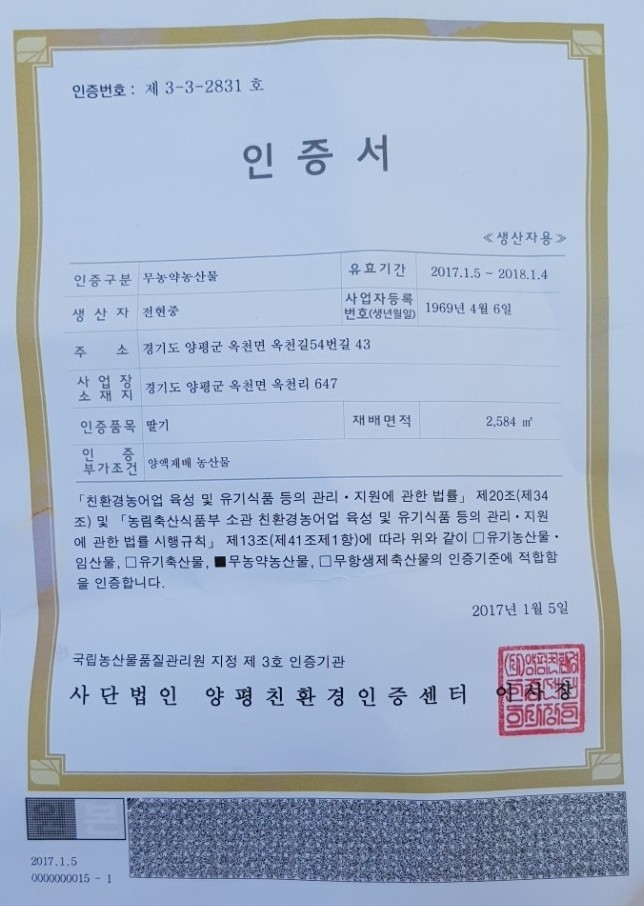 인증번호 : 제 3-3-2831 호
인 증 서
≪생산자용≫
인증구분 무농약농산물 유효기간 2017.1.5 ~ 2018.1.4
생 산 자 전현중 사업자등록번호(생년월일) 1969년 4월 6일
주 소 경기도 양평군 옥천면 옥천길54번길 43
사 업 장 소 재 지 경기도 양평군 옥천면 옥천리 647
인증품목 딸기 재배면적 2,584 ㎡
인 증 부가조건 양액재배 농산물
「친환경농어업 육성 및 유기식품 등의 관리・지원에 관한 법률」 제20조(제34
조) 및 「농림축산식품부 소관 친환경농어업 육성 및 유기식품 등의 관리・지원
에 관한 법률 시행규칙」 제13조(제41조제1항)에 따라 위와 같이 □유기농산물・
임산물, □유기축산물, ■무농약농산물, □무항생제축산물의 인증기준에 적합함
을 인증합니다.
2017년 1월 5일
국립농산물품질관리원 지정 제 3호 인증기관
사단법인 양평친환경인증센터 이사장
원 본
2017.1.5
0000000015 - 1